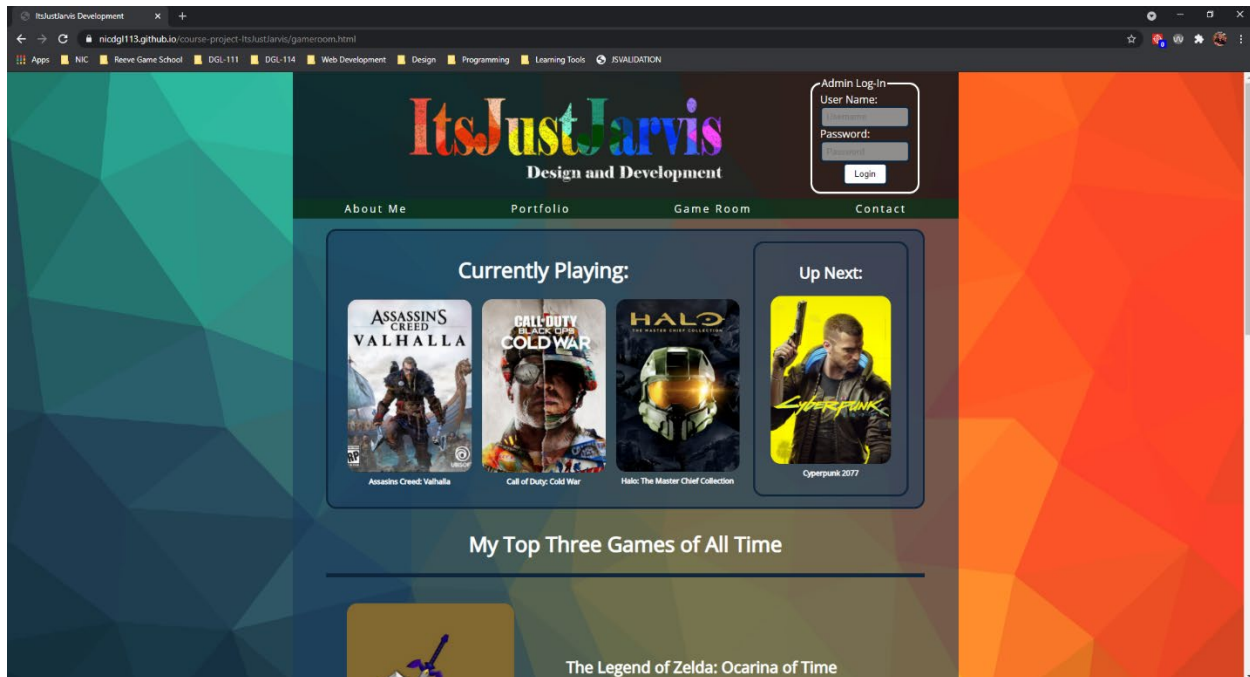 ItsJustJarvis Development
nicdgl113.github.io/course-project-ItsJustJarvis/gameroom.html
Apps NIC Reeve Game School DGL-111 DGL-114 Web Development Design Programming Learning Tools JSVALIDATION
ItsJustJarvis
Design and Development
Admin Log-In
User Name:
Username
Password:
Password
Login
About Me Portfolio Game Room Contact
Currently Playing:
Up Next:
ASSASSIN'S
CREED
VALHALLA
RP
UBISOFT
CALL OF DUTY
BLACK OPS
COLD WAR
HALO
THE MASTER CHIEF COLLECTION
CYBERPUNK
Assasins Creed: Valhalla
Call of Duty: Cold War
Halo: The Master Chief Collection
Cyperpunk 2077
My Top Three Games of All Time
The Legend of Zelda: Ocarina of Time